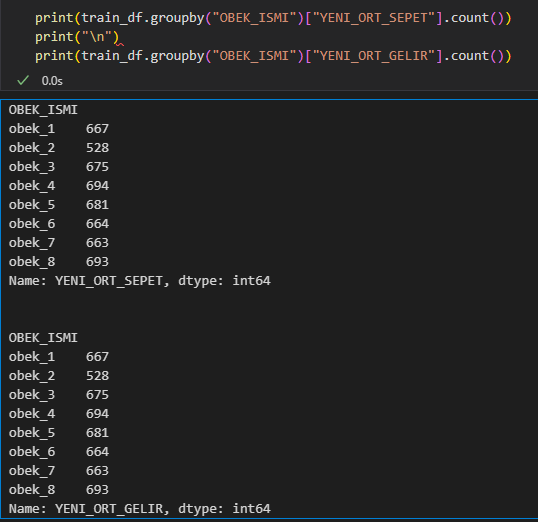 print(train_df.groupby("OBEK_ISMI")["YENI_ORT_SEPET"].count())
print("\n")
print(train_df.groupby("OBEK_ISMI")["YENI_ORT_GELIR"].count())
0.0s
OBEK_ISMI
obek_1    667
obek_2    528
obek_3    675
obek_4    694
obek_5    681
obek_6    664
obek_7    663
obek_8    693
Name: YENI_ORT_SEPET, dtype: int64
OBEK_ISMI
obek_1    667
obek_2    528
obek_3    675
obek_4    694
obek_5    681
obek_6    664
obek_7    663
obek_8    693
Name: YENI_ORT_GELIR, dtype: int64